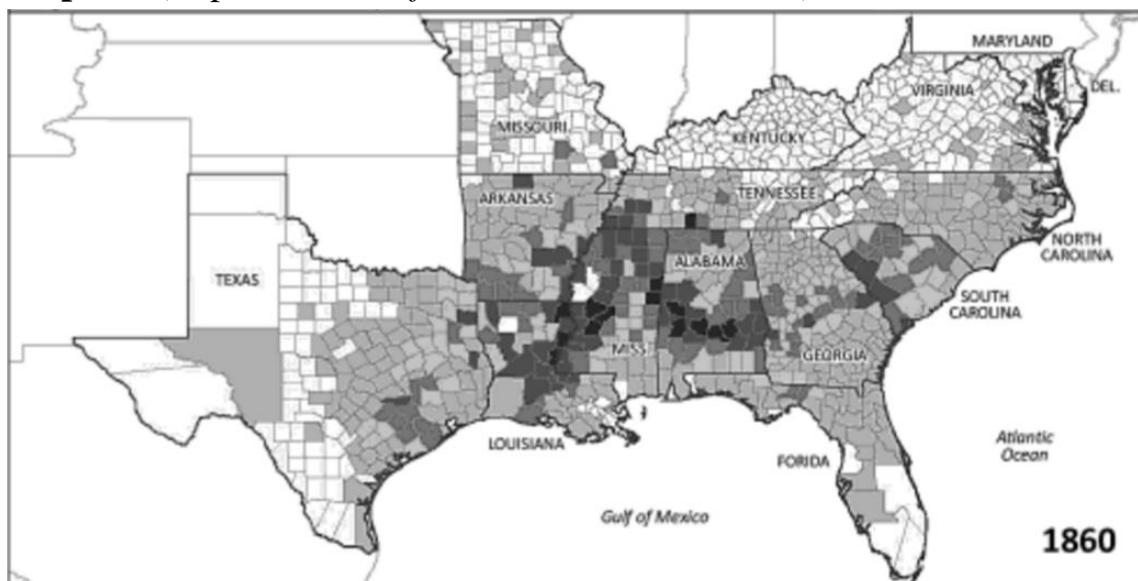 MARYLAND
DEL.
VIRGINIA
MISSOURI
KENTUCKY
TENNESSEE
ARKANSAS
NORTH
CAROLINA
ALABAMA
TEXAS
SOUTH
CAROLINA
MISS.
GEORGIA
LOUISIANA
FORIDA
Atlantic
Ocean
Gulf of Mexico
1860